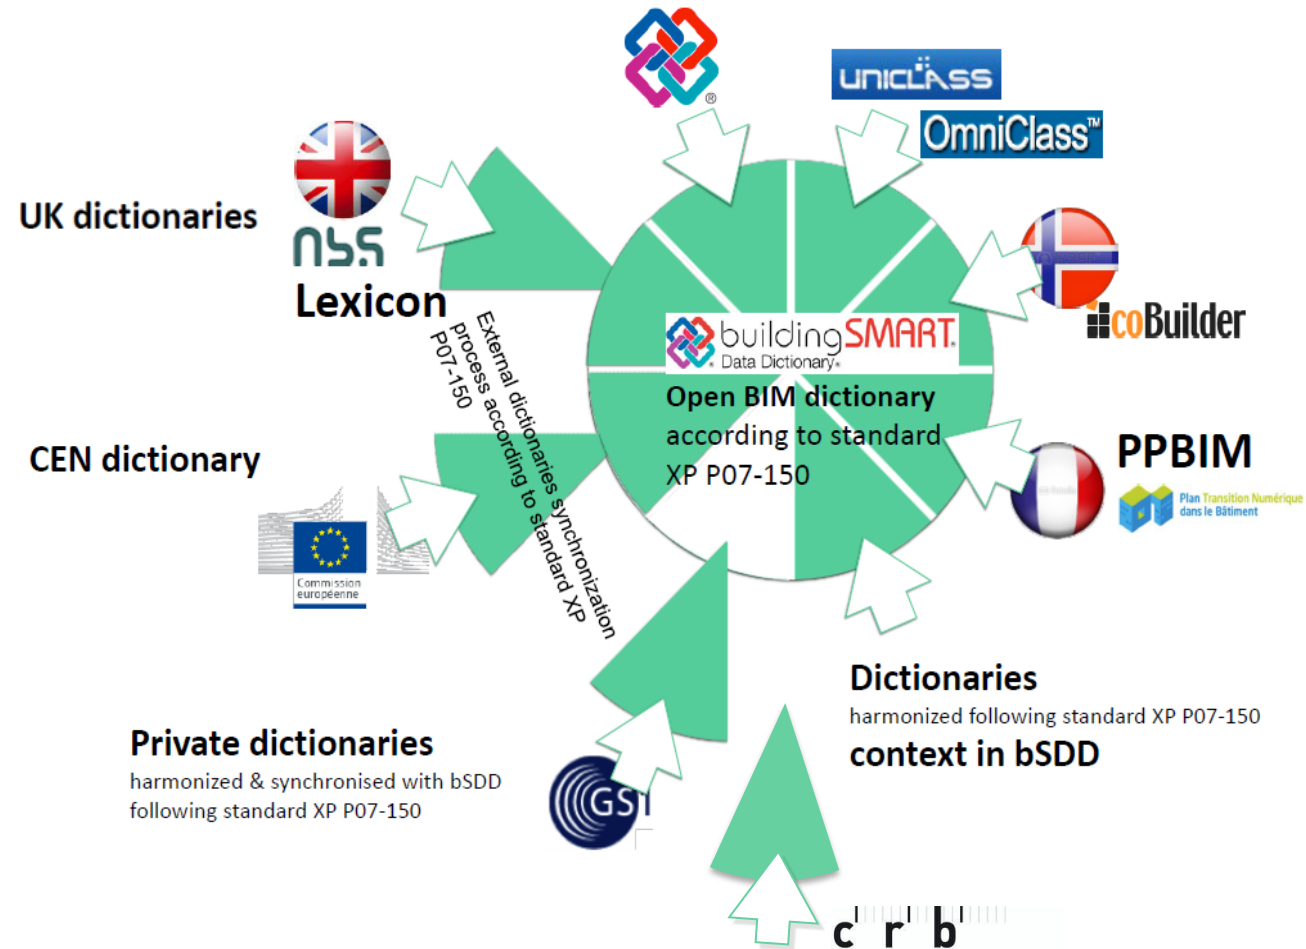 ®
UNICLASS
OmniClass™
UK dictionaries
nbs
Lexicon
coBuilder
External dictionaries synchronization
process according to standard XP
P07-150
buildingSMART®
Data Dictionary®
Open BIM dictionary
according to standard
XP P07-150
CEN dictionary
Commission
européenne
PPBIM
Plan Transition Numérique
dans le Bâtiment
Dictionaries
harmonized following standard XP P07-150
context in bSDD
Private dictionaries
harmonized & synchronised with bSDD
following standard XP P07-150
GS1
crb